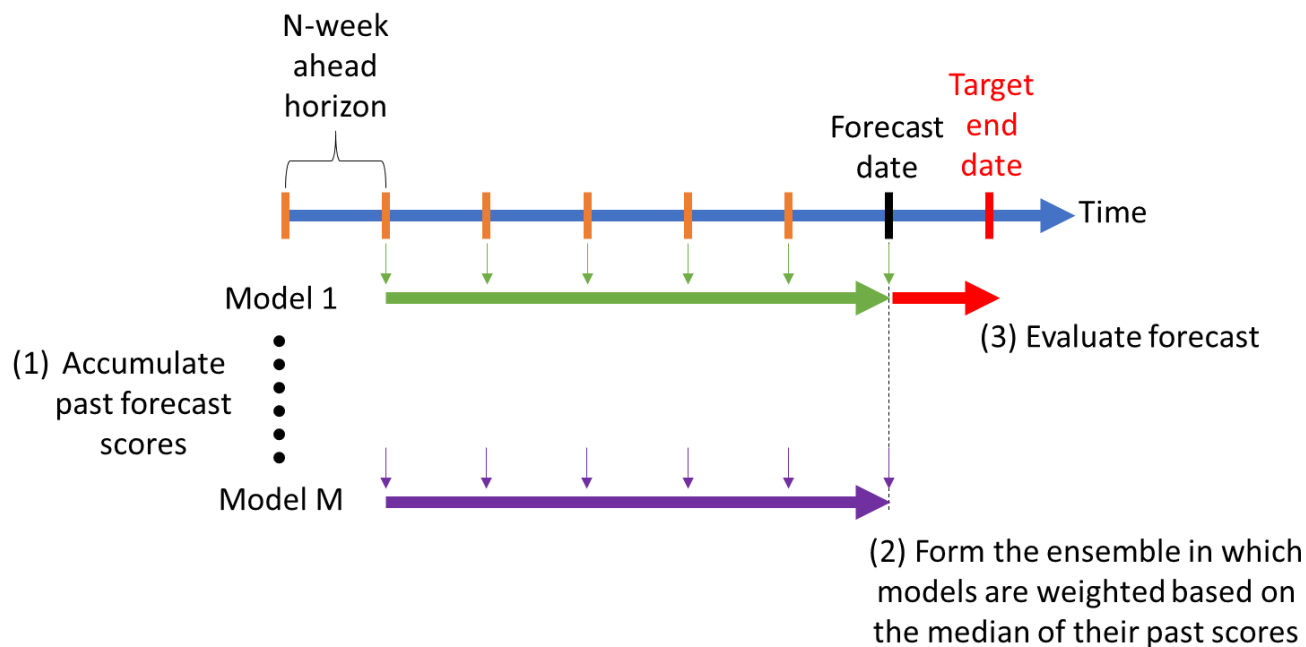 N-week
ahead
horizon
Forecast
date
Target
end
date
Time
Model 1
(3) Evaluate forecast
(1) Accumulate
past forecast
scores
Model M
(2) Form the ensemble in which
models are weighted based on
the median of their past scores